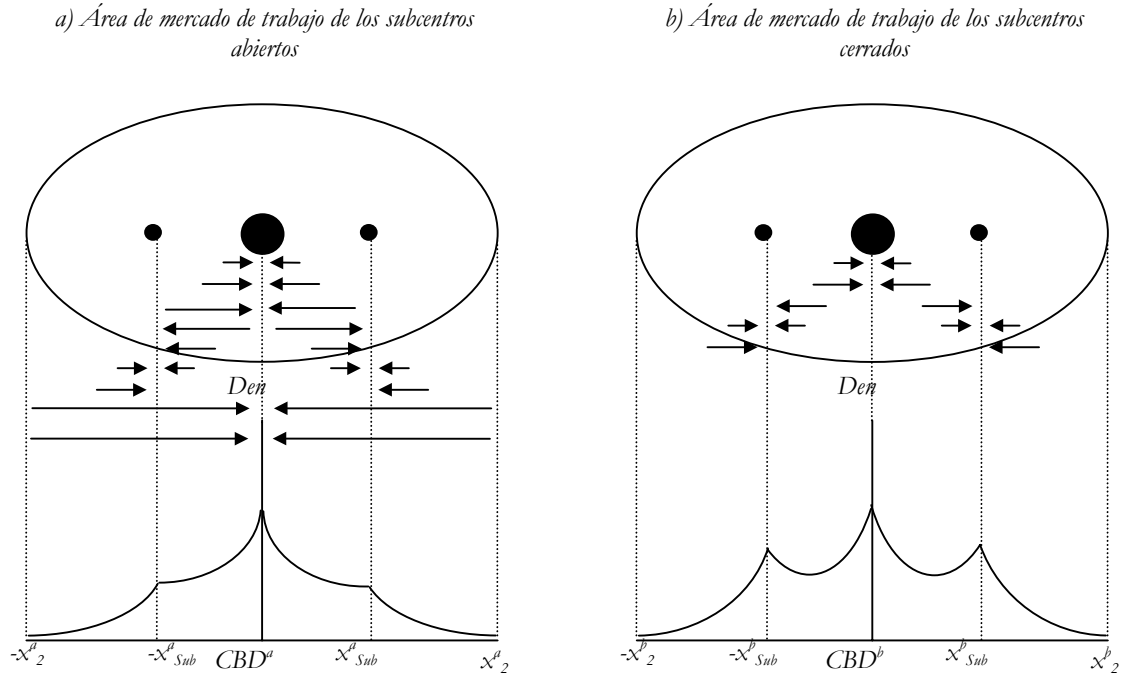 a) Área de mercado de trabajo de los subcentros
abiertos
b) Área de mercado de trabajo de los subcentros
cerrados
Den
Den
-x^a_2
-x^a_Sub
CBD^a
x^a_Sub
x^a_2
-x^b_2
-x^b_Sub
CBD^b
x^b_Sub
x^b_2